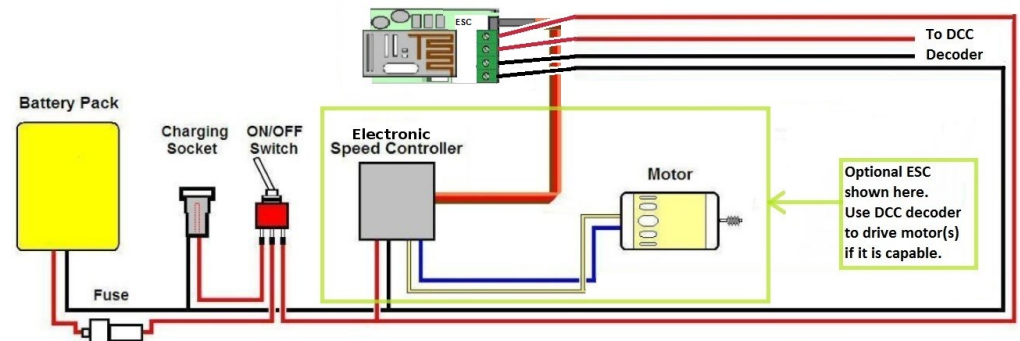 ESC
To DCC
Decoder
Battery Pack
Charging
Socket
ON/OFF
Switch
Electronic
Speed Controller
Motor
Optional ESC
shown here.
Use DCC decoder
to drive motor(s)
if it is capable.
Fuse